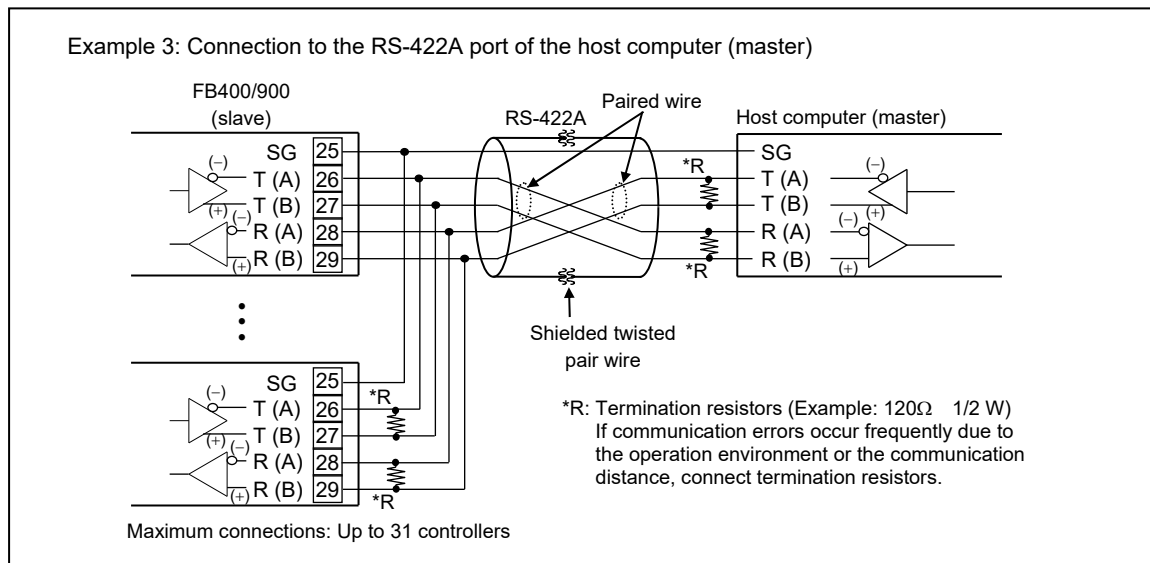 Example 3: Connection to the RS-422A port of the host computer (master)
FB400/900
(slave)
RS-422A
Paired wire
Host computer (master)
SG 25
T (A) 26
T (B) 27
R (A) 28
R (B) 29
(−)
(+)
(−)
(+)
*R
*R
SG
T (A)
T (B)
R (A)
R (B)
(−)
(+)
(−)
(+)
Shielded twisted
pair wire
SG 25
T (A) 26
T (B) 27
R (A) 28
R (B) 29
(−)
(+)
(−)
(+)
*R
*R
*R: Termination resistors (Example: 120Ω 1/2 W)
If communication errors occur frequently due to
the operation environment or the communication
distance, connect termination resistors.
Maximum connections: Up to 31 controllers